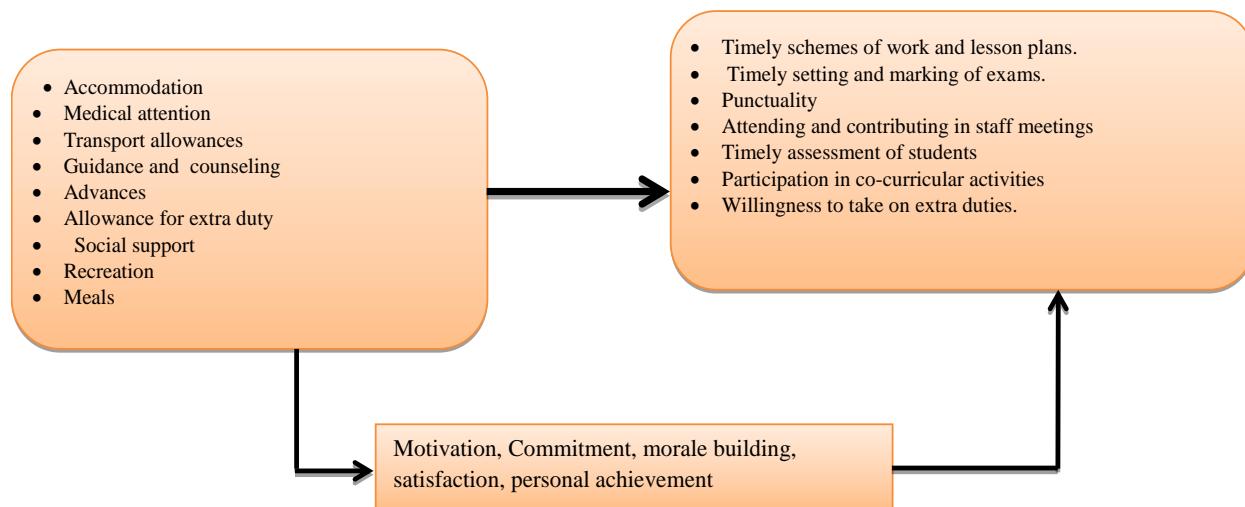 • Accommodation
• Medical attention
• Transport allowances
• Guidance and counseling
• Advances
• Allowance for extra duty
• Social support
• Recreation
• Meals
• Timely schemes of work and lesson plans.
• Timely setting and marking of exams.
• Punctuality
• Attending and contributing in staff meetings
• Timely assessment of students
• Participation in co-curricular activities
• Willingness to take on extra duties.
Motivation, Commitment, morale building,
satisfaction, personal achievement